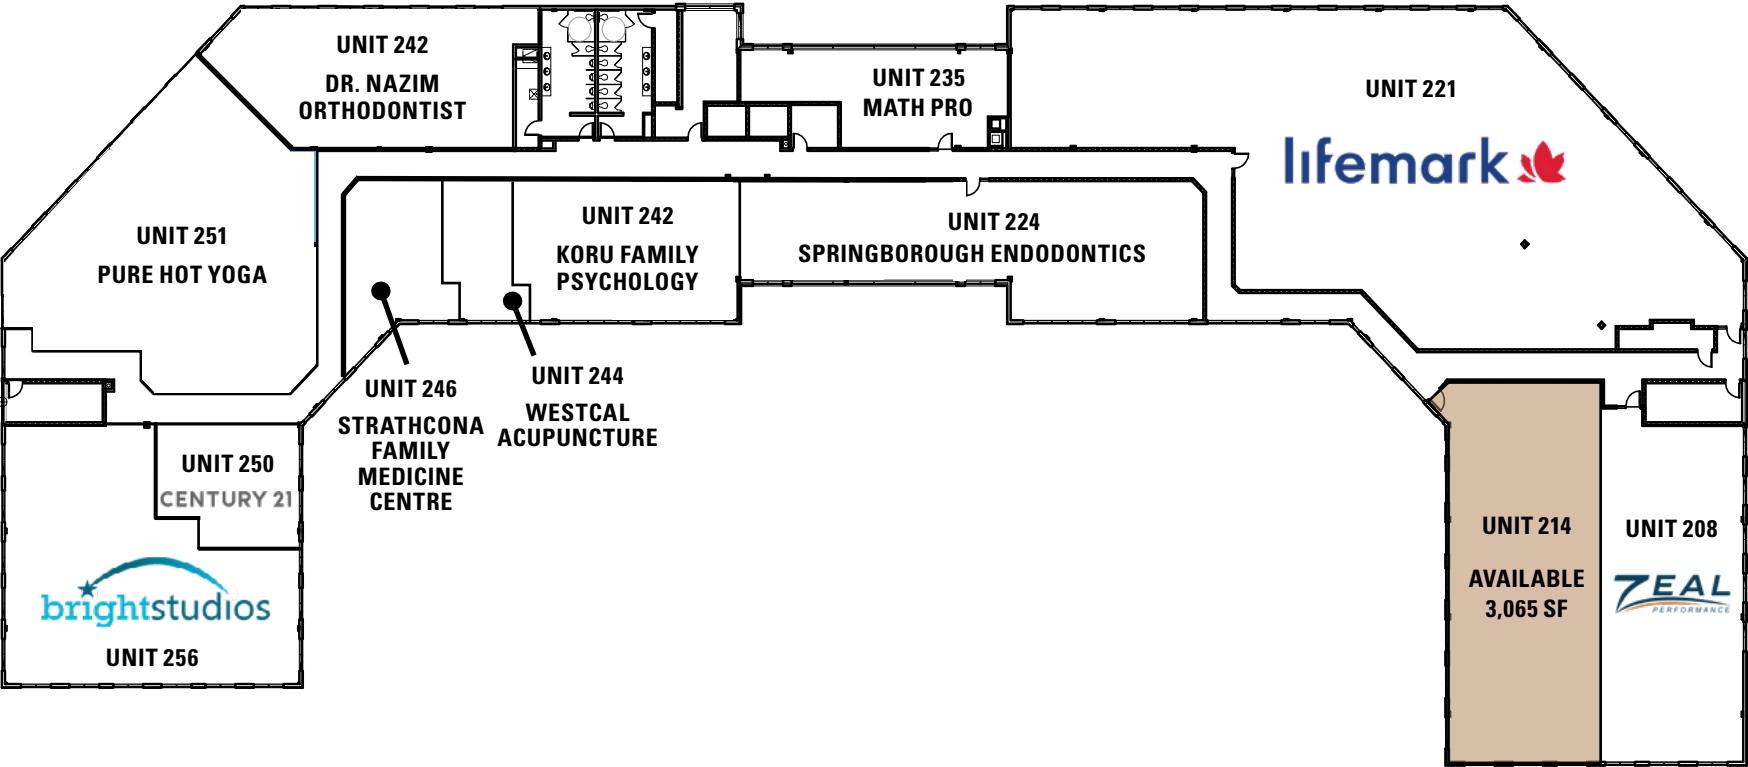 UNIT 242
DR. NAZIM
ORTHODONTIST
UNIT 235
MATH PRO
UNIT 221
lifemark
UNIT 251
PURE HOT YOGA
UNIT 242
KORU FAMILY
PSYCHOLOGY
UNIT 224
SPRINGBOROUGH ENDODONTICS
UNIT 246
STRATHCONA
FAMILY
MEDICINE
CENTRE
UNIT 244
WESTCAL
ACUPUNCTURE
UNIT 250
CENTURY 21
brightstudios
UNIT 256
UNIT 214
AVAILABLE
3,065 SF
UNIT 208
ZEAL
PERFORMANCE